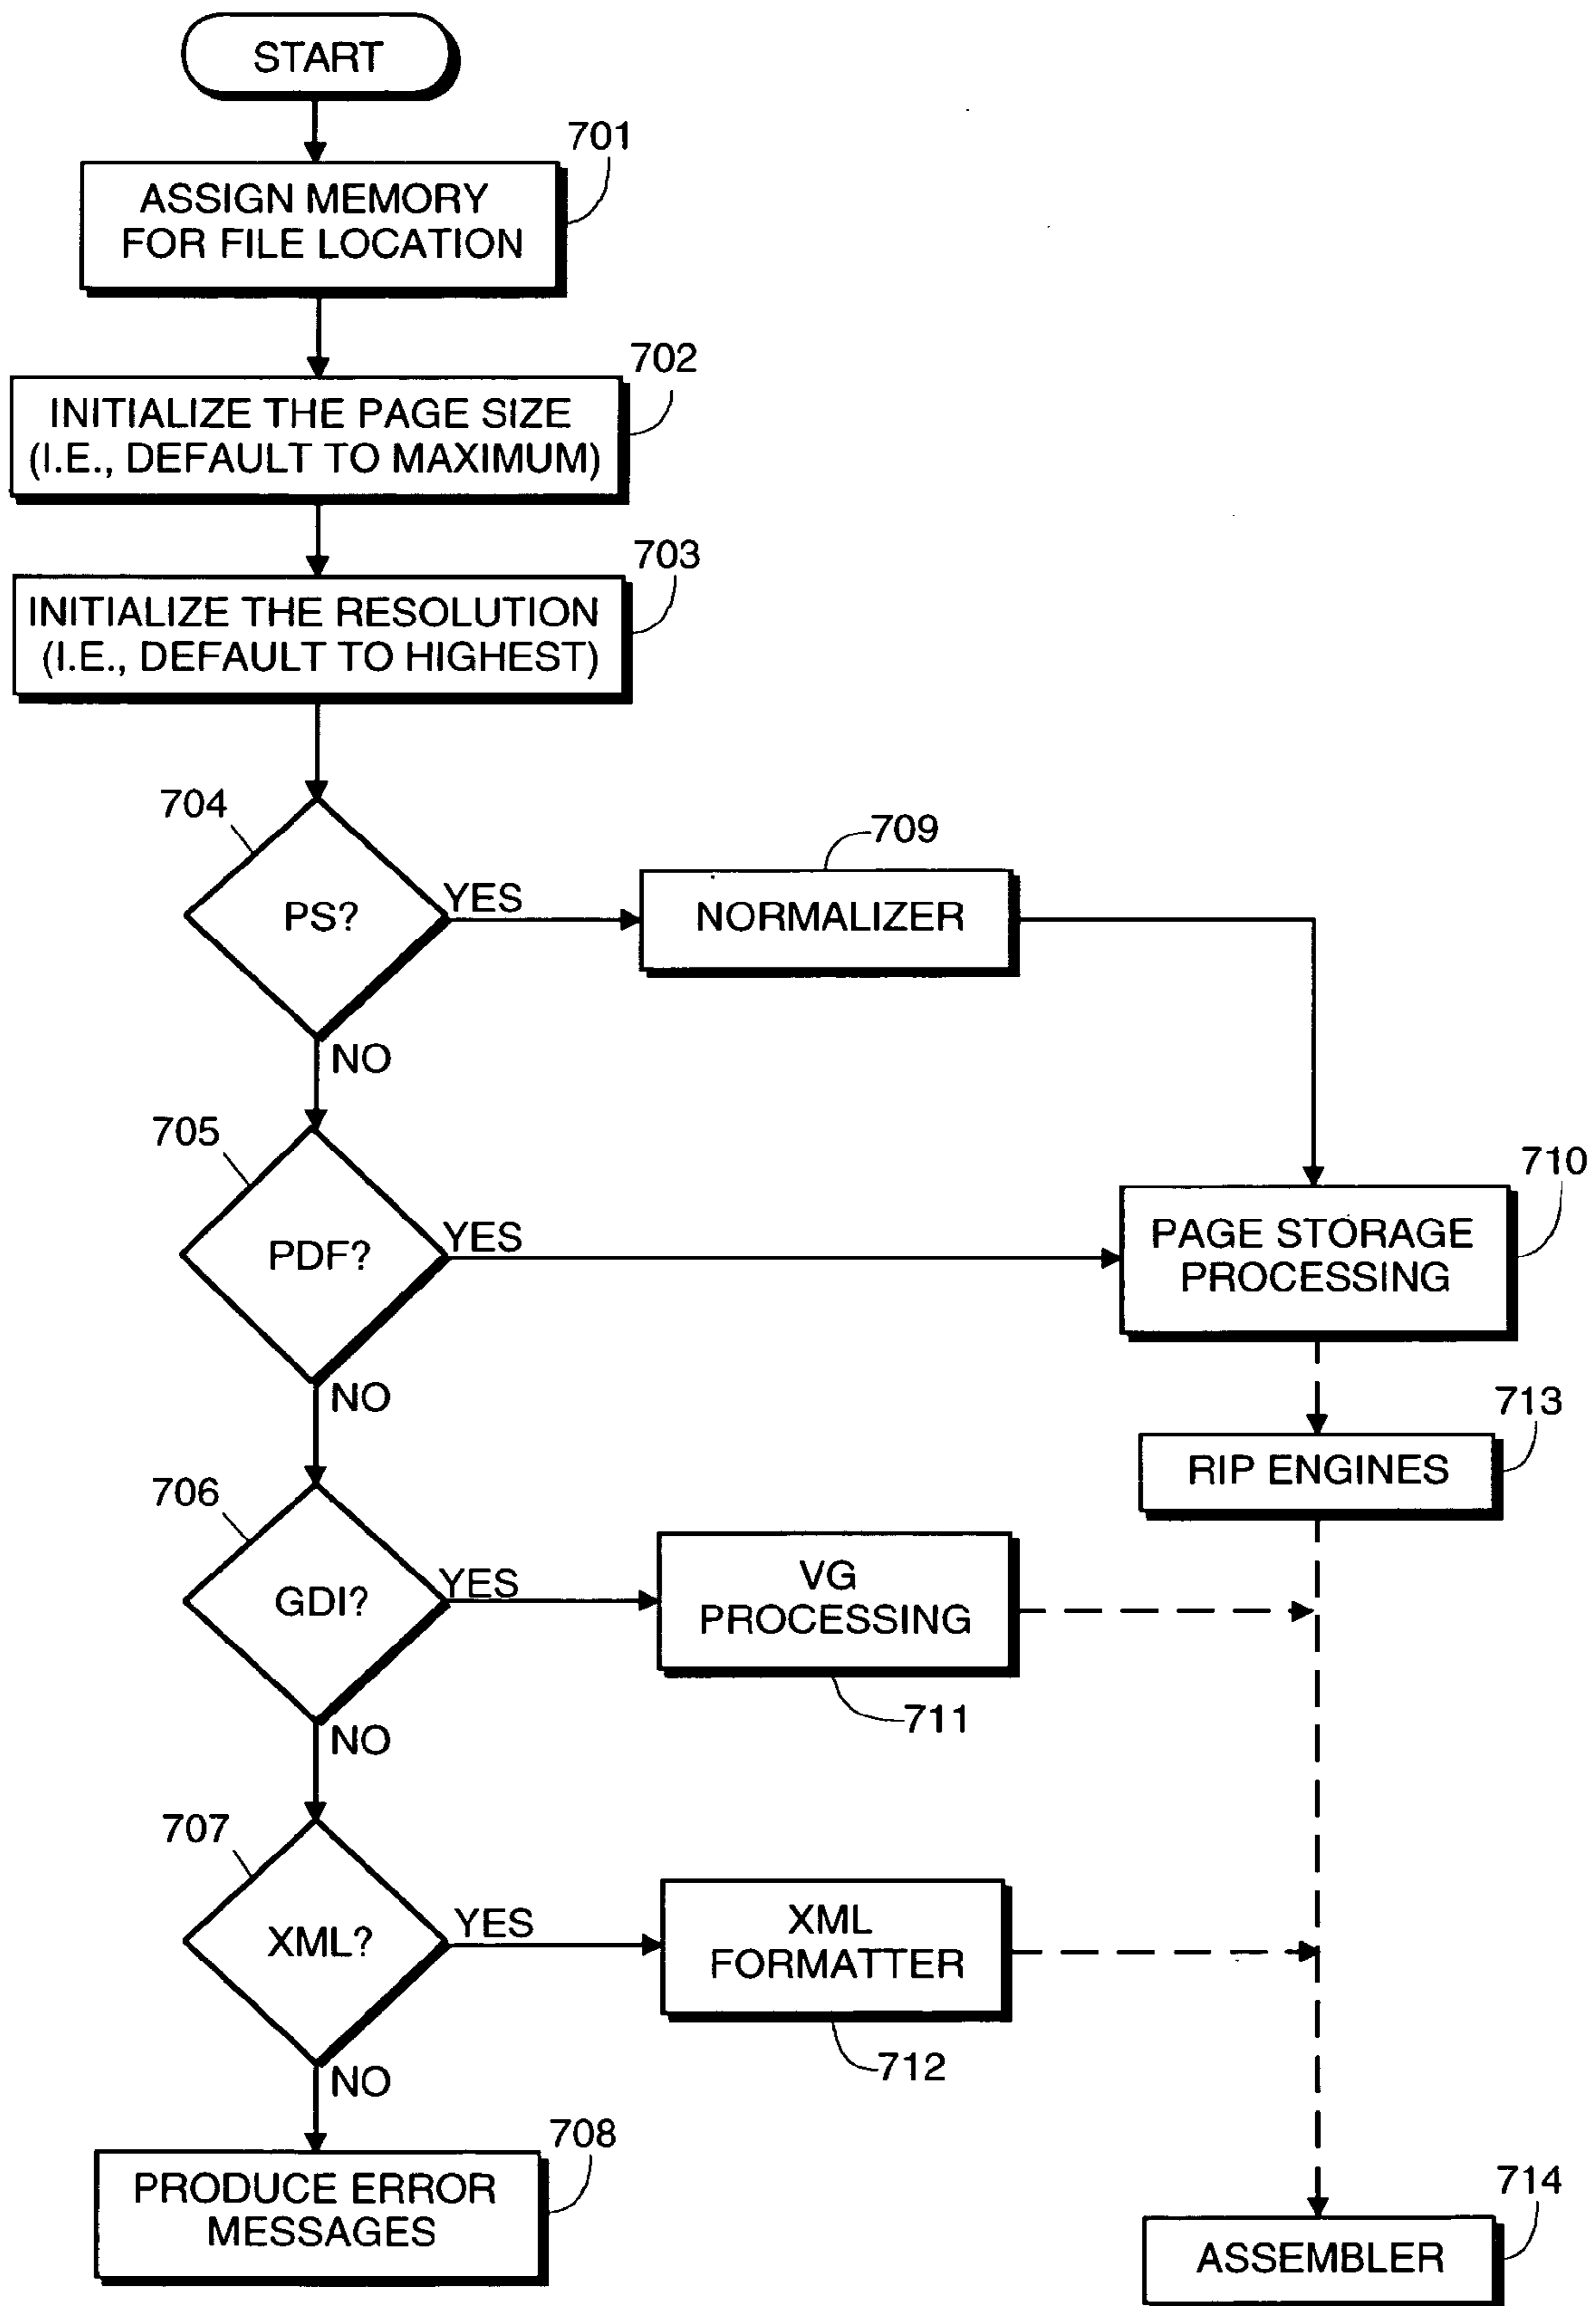 START
701
ASSIGN MEMORY
FOR FILE LOCATION
702
INITIALIZE THE PAGE SIZE
(I.E., DEFAULT TO MAXIMUM)
703
INITIALIZE THE RESOLUTION
(I.E., DEFAULT TO HIGHEST)
704
PS?
YES
709
NORMALIZER
NO
705
PDF?
YES
710
PAGE STORAGE
PROCESSING
NO
713
RIP ENGINES
706
GDI?
YES
VG
PROCESSING
711
NO
707
XML?
YES
XML
FORMATTER
712
NO
708
PRODUCE ERROR
MESSAGES
714
ASSEMBLER